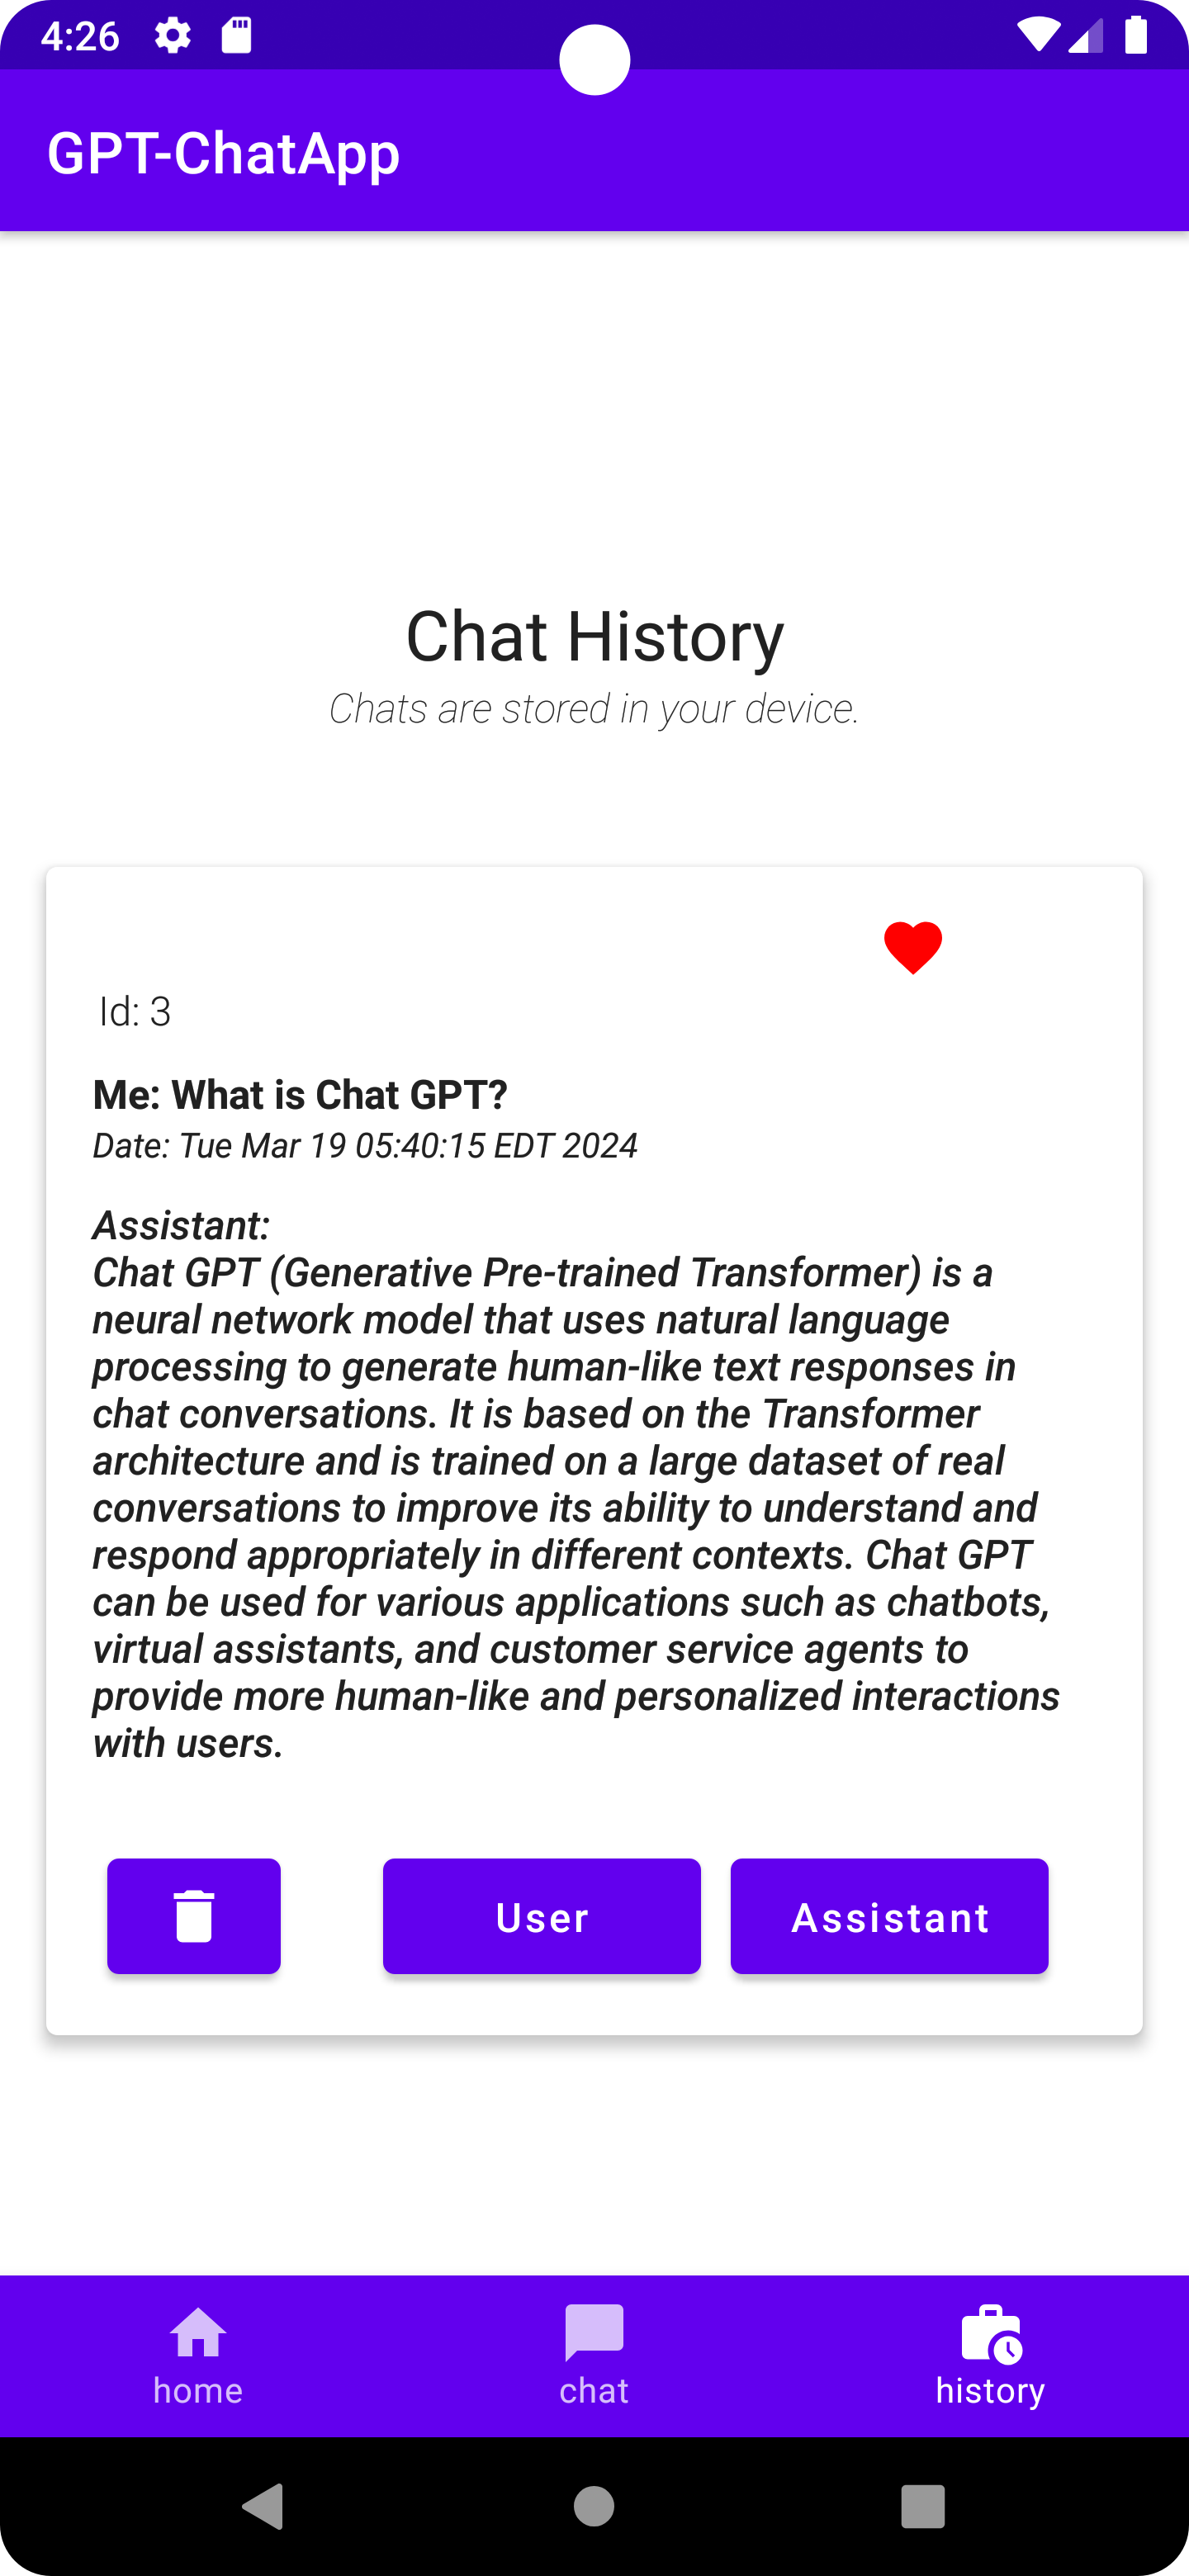 4:26
GPT-ChatApp
Chat History
Chats are stored in your device.
Id: 3
Me: What is Chat GPT?
Date: Tue Mar 19 05:40:15 EDT 2024
Assistant:
Chat GPT (Generative Pre-trained Transformer) is a
neural network model that uses natural language
processing to generate human-like text responses in
chat conversations. It is based on the Transformer
architecture and is trained on a large dataset of real
conversations to improve its ability to understand and
respond appropriately in different contexts. Chat GPT
can be used for various applications such as chatbots,
virtual assistants, and customer service agents to
provide more human-like and personalized interactions
with users.
User
Assistant
home
chat
history